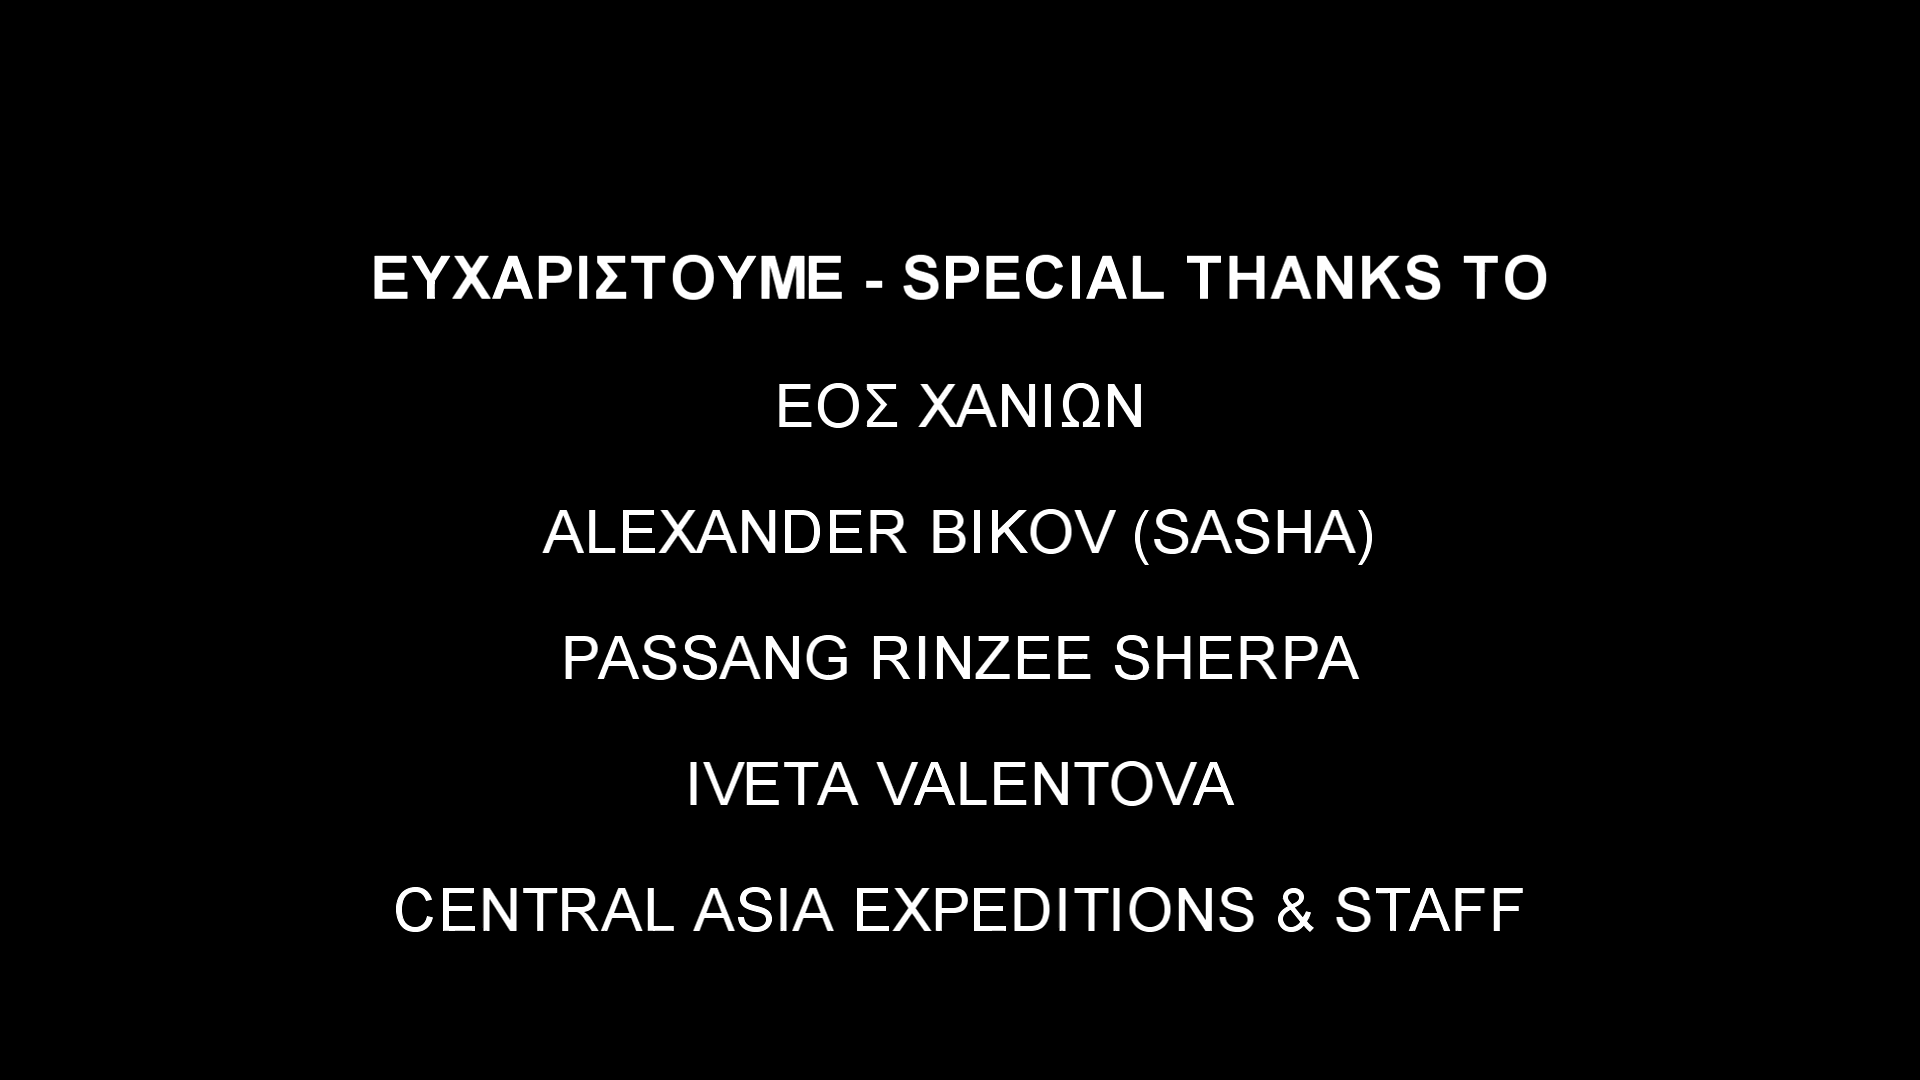 ΕΥΧΑΡΙΣΤΟΥΜΕ - SPECIAL THANKS TO
ΕΟΣ ΧΑΝΙΩΝ
ALEXANDER BIKOV (SASHA)
PASSANG RINZEE SHERPA
IVETA VALENTOVA
CENTRAL ASIA EXPEDITIONS & STAFF